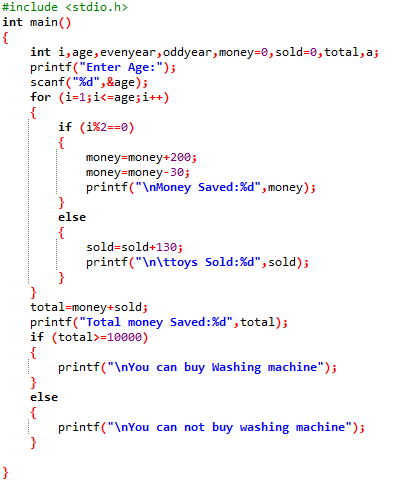 #include <stdio.h>
int main()
{
int i,age,evenyear,oddyear,money=0,sold=0,total,a;
printf("Enter Age:");
scanf("%d",&age);
for (i=1;i<=age;i++)
{
if (i%2==0)
{
money=money+200;
money=money-30;
printf("\nMoney Saved:%d",money);
}
else
{
sold=sold+130;
printf("\n\ttoys Sold:%d",sold);
}
}
total=money+sold;
printf("Total money Saved:%d",total);
if (total>=10000)
{
printf("\nYou can buy Washing machine");
}
else
{
printf("\nYou can not buy washing machine");
}
}